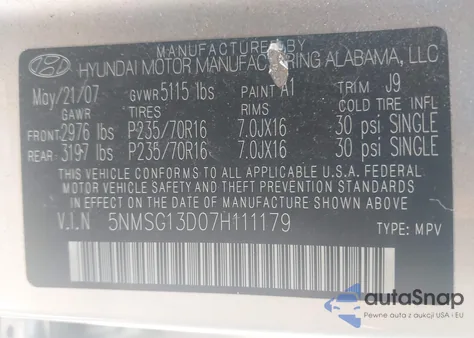 MANUFACTURED BY
HYUNDAI MOTOR MANUFACTURING ALABAMA, LLC
May/21/07 GVWR 5115 lbs PAINT A1 TRIM J9
GAWR TIRES RIMS COLD TIRE INFL
FRONT 2976 lbs P235/70R16 7.0JX16 30 psi SINGLE
REAR 3197 lbs P235/70R16 7.0JX16 30 psi SINGLE
THIS VEHICLE CONFORMS TO ALL APPLICABLE U.S.A. FEDERAL
MOTOR VEHICLE SAFETY AND THEFT PREVENTION STANDARDS
IN EFFECT ON THE DATE OF MANUFACTURE SHOWN ABOVE.
V.I.N 5NMSG13D07H111179
TYPE: MPV
autaSnap
Pewne auta z aukcji USA i EU